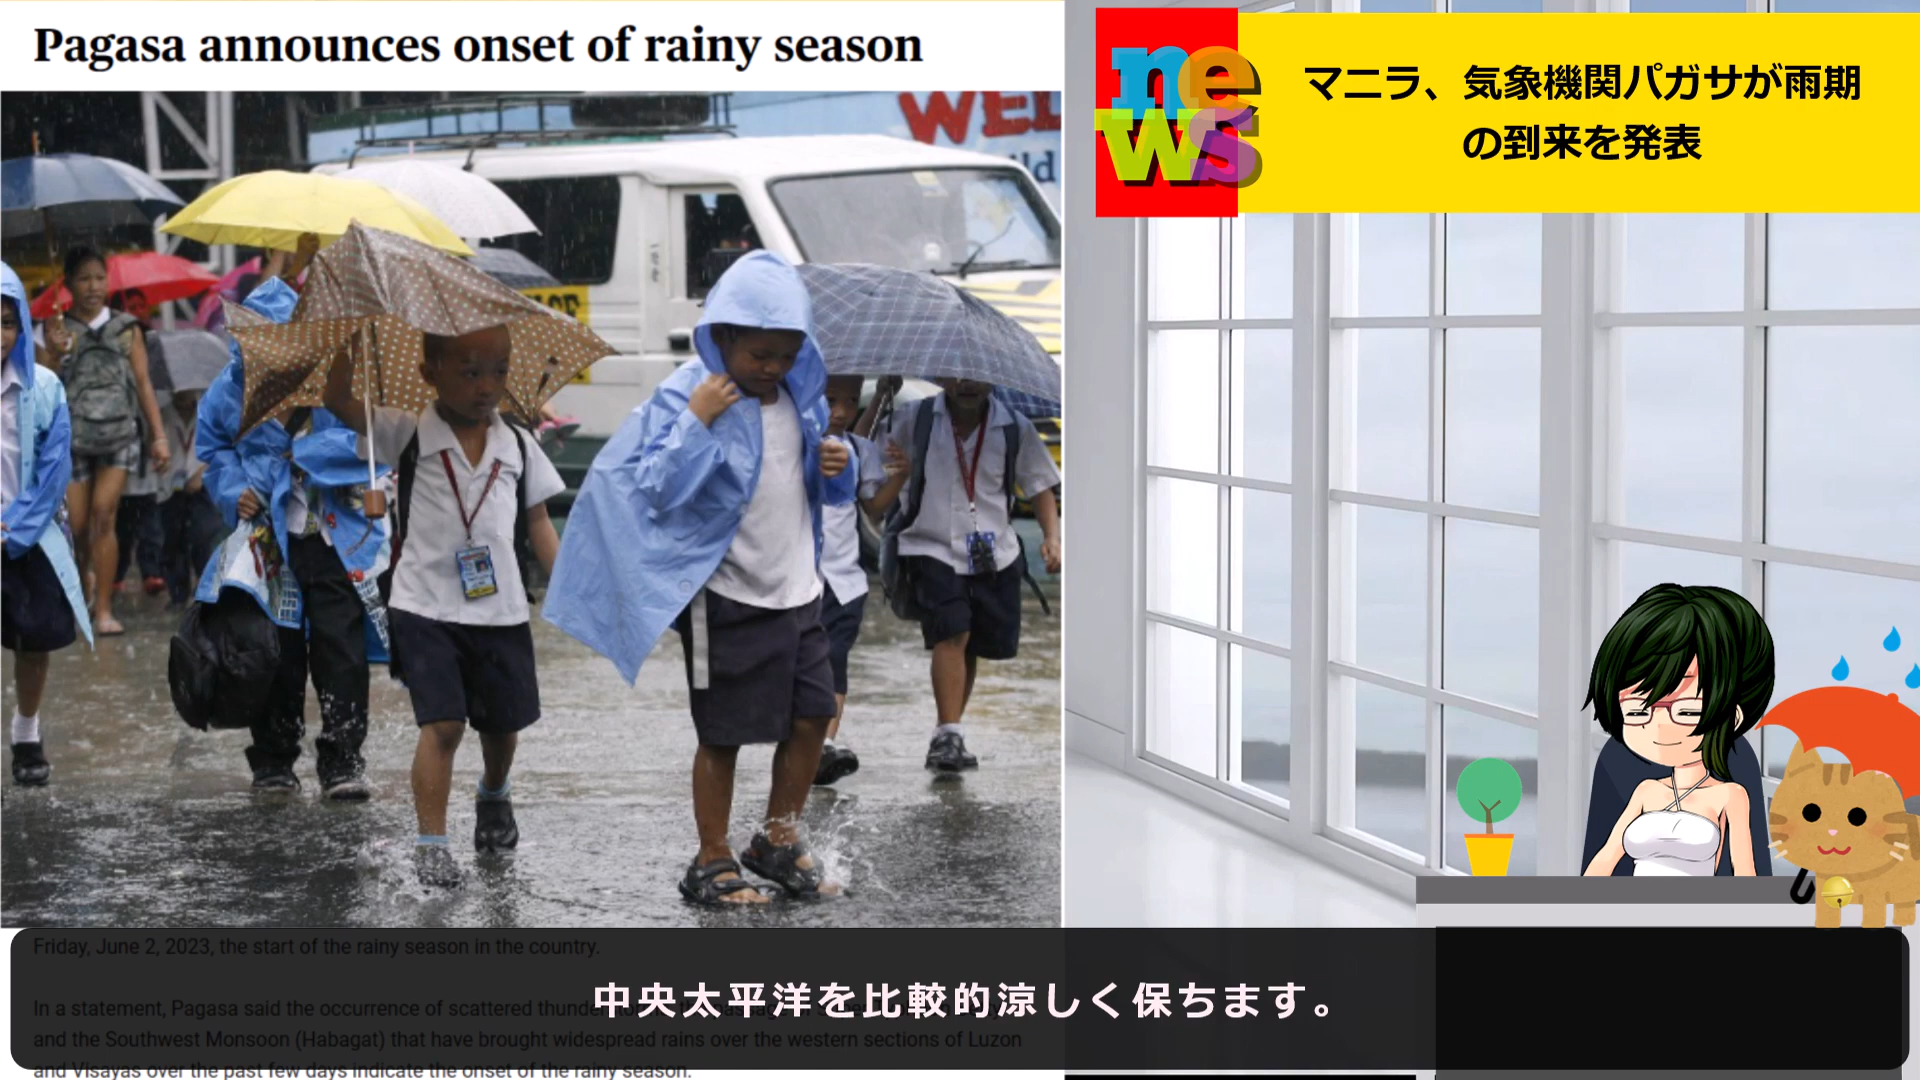 Pagasa announces onset of rainy season
WEL
ld
news
マニラ、気象機関パガサが雨期
の到来を発表
Friday, June 2, 2023, the start of the rainy season in the country.
中央太平洋を比較的涼しく保ちます。
In a statement, Pagasa said the occurrence of scattered
and the Southwest Monsoon (Habagat) that have brought widespread rains over the western sections of Luzon
and Visayas over the past few days indicate the onset of the rainy season.